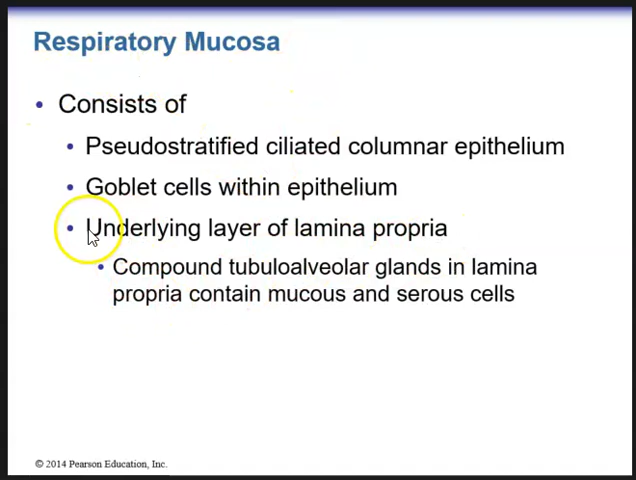 Respiratory Mucosa
• Consists of
• Pseudostratified ciliated columnar epithelium
• Goblet cells within epithelium
• Underlying layer of lamina propria
• Compound tubuloalveolar glands in lamina
propria contain mucous and serous cells
© 2014 Pearson Education, Inc.